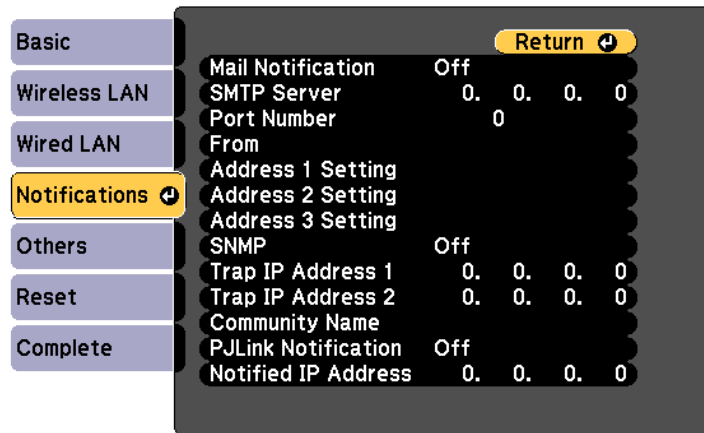 Basic
Wireless LAN
Wired LAN
Notifications
Others
Reset
Complete
Return
Mail Notification Off
SMTP Server 0. 0. 0. 0
Port Number 0
From
Address 1 Setting
Address 2 Setting
Address 3 Setting
SNMP Off
Trap IP Address 1 0. 0. 0. 0
Trap IP Address 2 0. 0. 0. 0
Community Name
PJLink Notification Off
Notified IP Address 0. 0. 0. 0